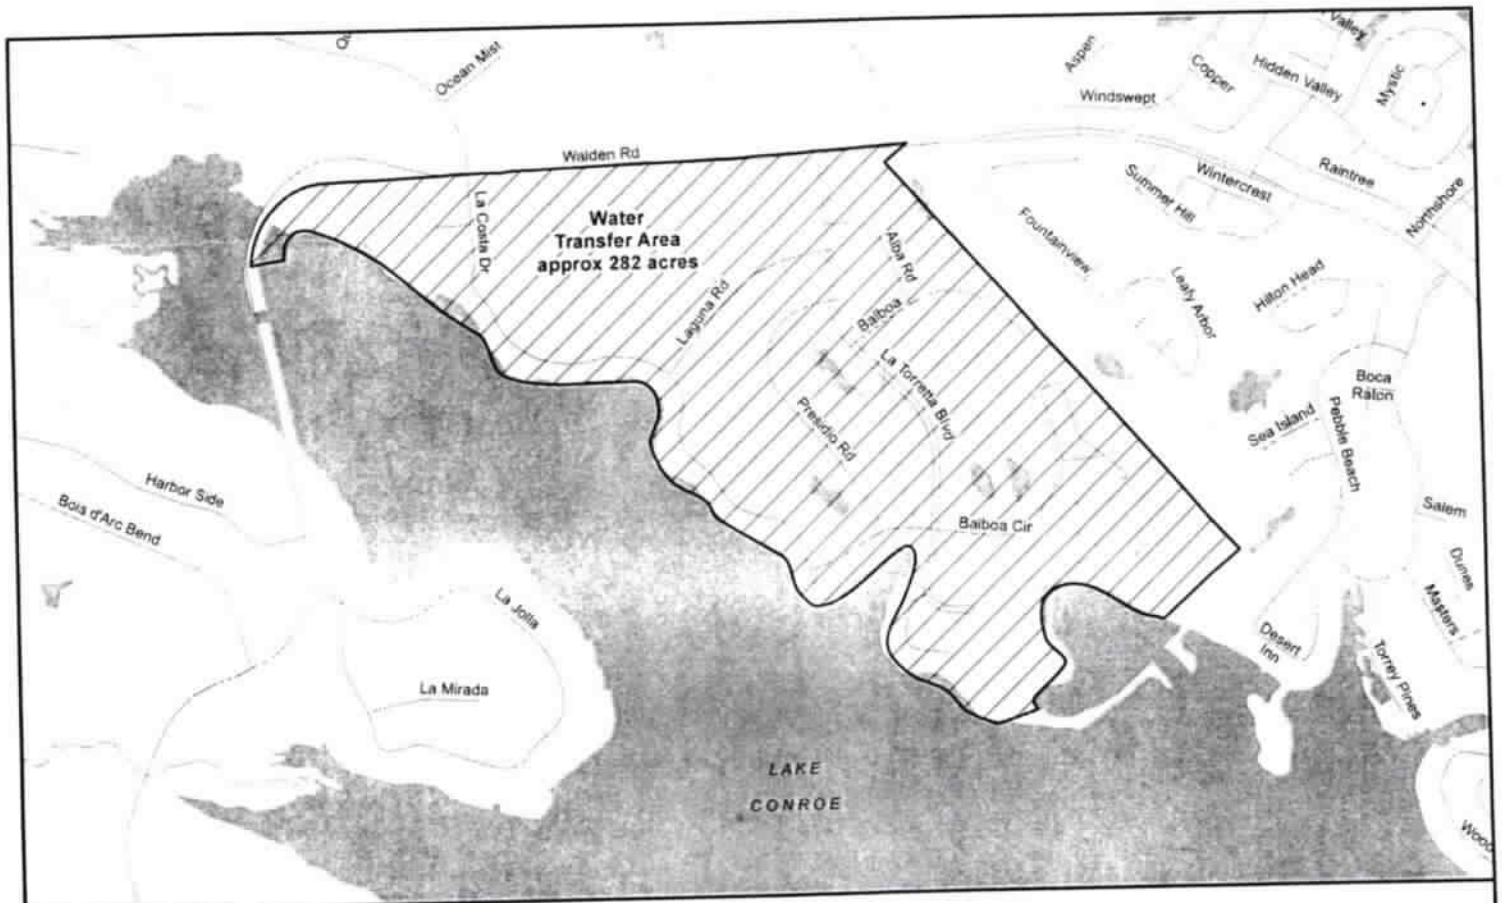 Valley
Ocean Mist
Aspen
Copper
Hidden Valley
Mystic
Windswept
Walden Rd
Raintree
Wintercrest
Summer Hill
Northshore
La Costa Dr
Water
Transfer Area
approx 282 acres
Fountainview
Alba Rd
Leafy Arbor
Hilton Head
Laguna Rd
Balboa
La Torretta Blvd
Boca
Raton
Presidio Rd
Sea Island
Pebble Beach
Harbor Side
Bois d'Arc Bend
Balboa Cir
Salem
Dunes
Masters
La Jolla
Desert
Inn
Torrey Pines
La Mirada
LAKE
CONROE